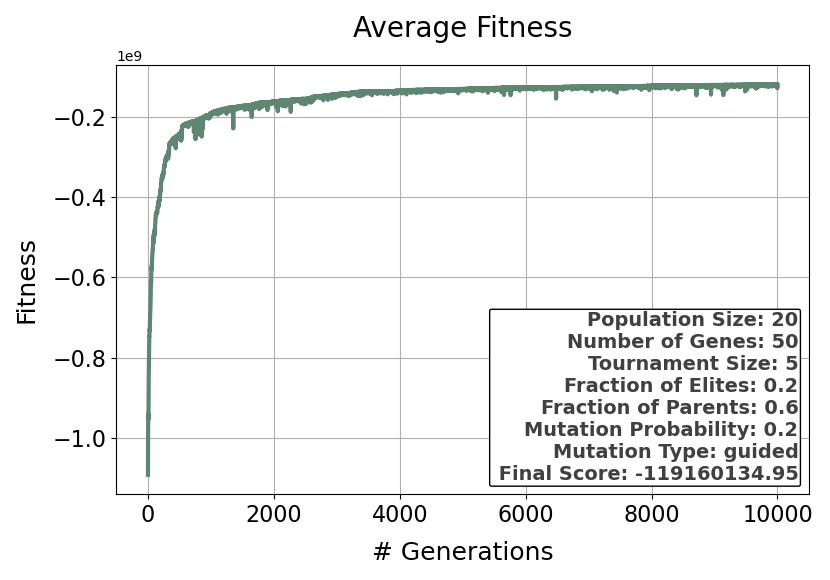 Average Fitness
1e9
−0.2
−0.4
−0.6
−0.8
−1.0
Fitness
Population Size: 20
Number of Genes: 50
Tournament Size: 5
Fraction of Elites: 0.2
Fraction of Parents: 0.6
Mutation Probability: 0.2
Mutation Type: guided
Final Score: -119160134.95
0 2000 4000 6000 8000 10000
# Generations